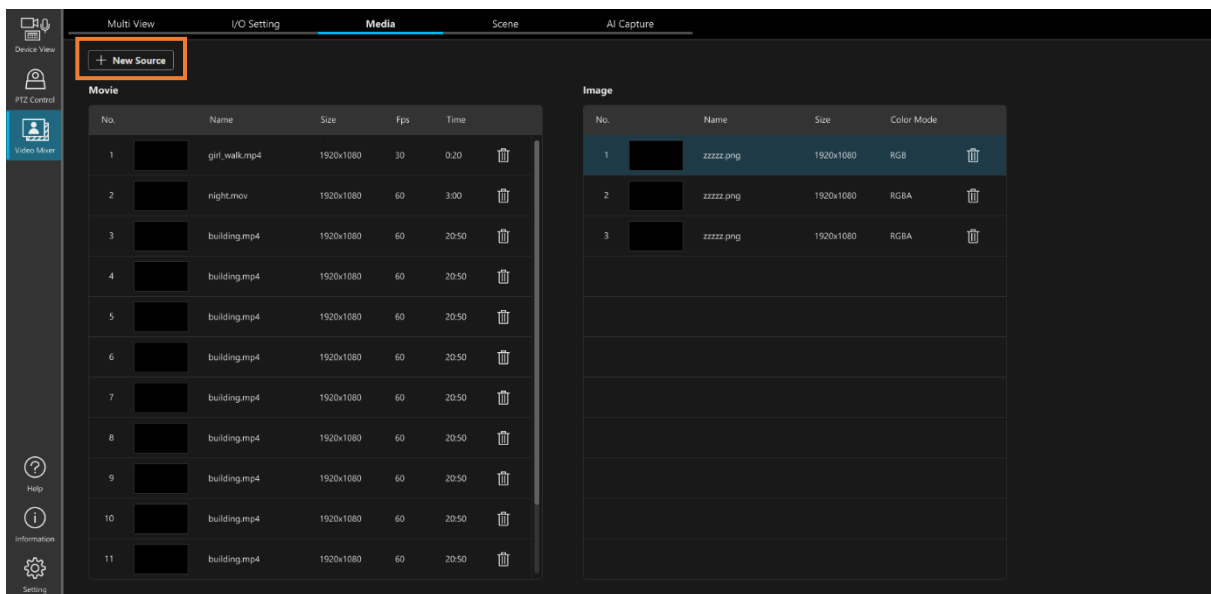 Multi View I/O Setting Media Scene AI Capture
Device View
PTZ Control
Video Mixer
Help
Information
Setting
New Source
Movie
No. Name Size Fps Time
1 girl_walk.mp4 1920x1080 30 0:20
2 night.mov 1920x1080 60 3:00
3 building.mp4 1920x1080 60 20:50
4 building.mp4 1920x1080 60 20:50
5 building.mp4 1920x1080 60 20:50
6 building.mp4 1920x1080 60 20:50
7 building.mp4 1920x1080 60 20:50
8 building.mp4 1920x1080 60 20:50
9 building.mp4 1920x1080 60 20:50
10 building.mp4 1920x1080 60 20:50
11 building.mp4 1920x1080 60 20:50
Image
No. Name Size Color Mode
1 zzzzz.png 1920x1080 RGB
2 zzzzz.png 1920x1080 RGBA
3 zzzzz.png 1920x1080 RGBA